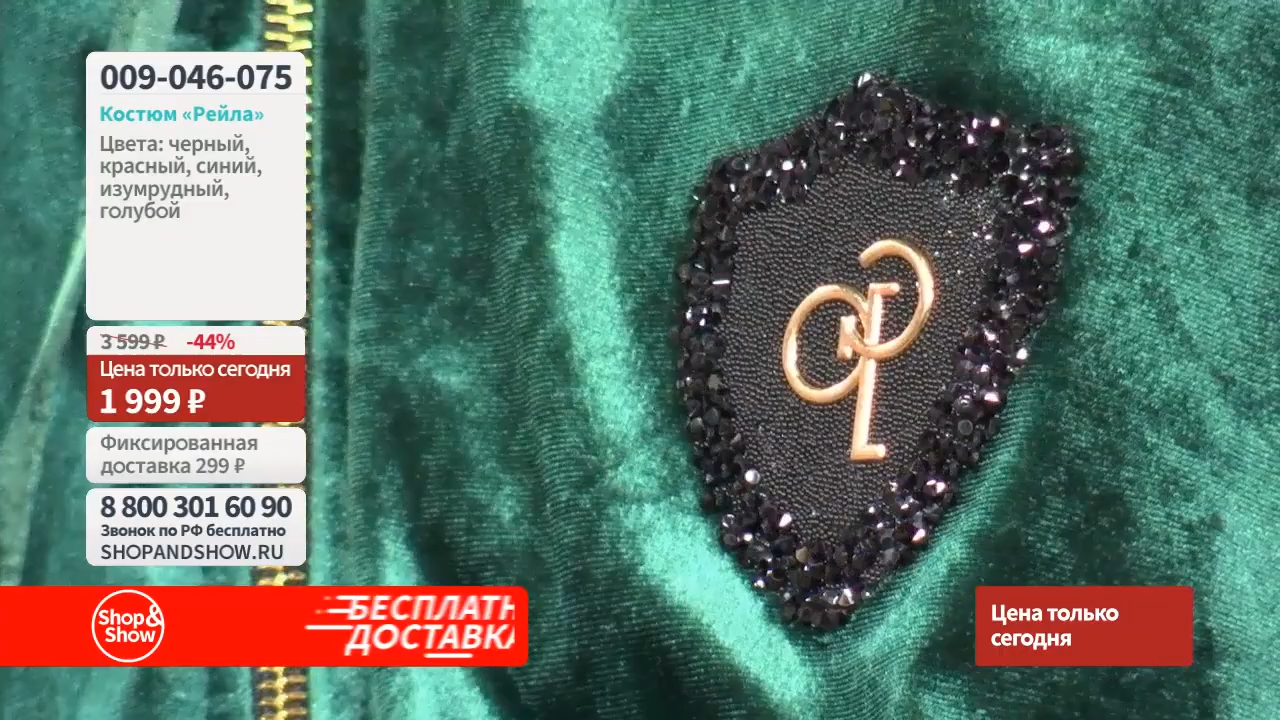 009-046-075
Костюм «Рейла»
Цвета: черный,
красный, синий,
изумрудный,
голубой
3 599 ₽ -44%
Цена только сегодня
1 999 ₽
Фиксированная
доставка 299 ₽
8 800 301 60 90
Звонок по РФ бесплатно
SHOPANDSHOW.RU
Shop&
Show
БЕСПЛАТН
ДОСТАВКА
Цена только
сегодня